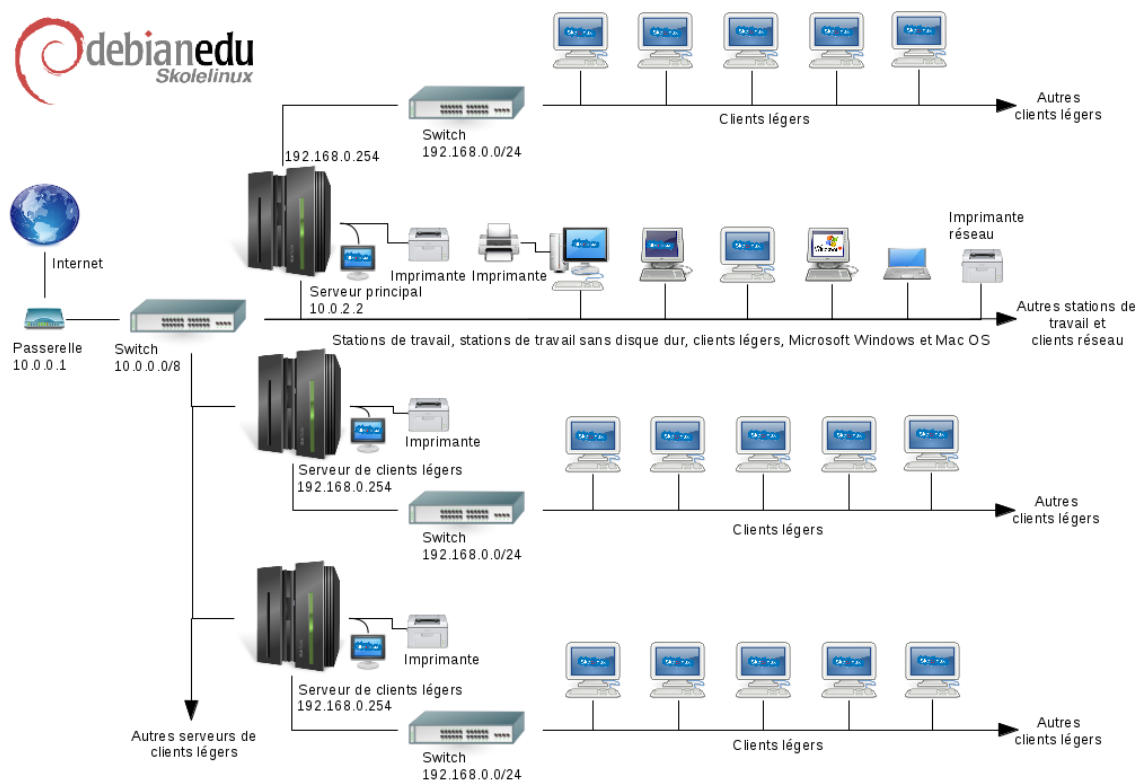 debianedu
Skolelinux
Switch
192.168.0.0/24
Clients légers
Autres
clients légers
192.168.0.254
Internet
Imprimante
Imprimante
Imprimante
réseau
Serveur principal
10.0.2.2
Passerelle
10.0.0.1
Switch
10.0.0.0/8
Stations de travail, stations de travail sans disque dur, clients légers, Microsoft Windows et Mac OS
Autres stations de
travail et
clients réseau
Imprimante
Serveur de clients légers
192.168.0.254
Switch
192.168.0.0/24
Clients légers
Autres
clients légers
Imprimante
Serveur de clients légers
192.168.0.254
Switch
192.168.0.0/24
Clients légers
Autres
clients légers
Autres serveurs de
clients légers